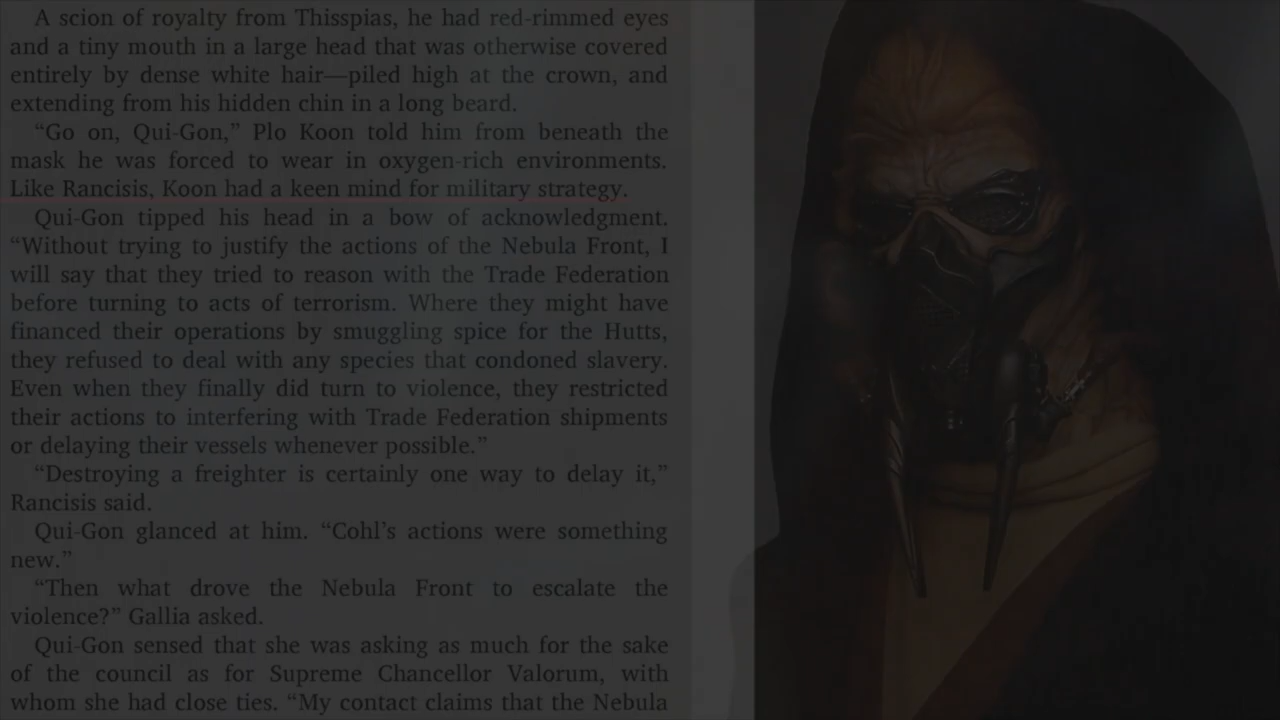 A scion of royalty from Thisspias, he had red-rimmed eyes
and a tiny mouth in a large head that was otherwise covered
entirely by dense white hair—piled high at the crown, and
extending from his hidden chin in a long beard.
“Go on, Qui-Gon,” Plo Koon told him from beneath the
mask he was forced to wear in oxygen-rich environments.
Like Rancisis, Koon had a keen mind for military strategy.
Qui-Gon tipped his head in a bow of acknowledgment.
“Without trying to justify the actions of the Nebula Front, I
will say that they tried to reason with the Trade Federation
before turning to acts of terrorism. Where they might have
financed their operations by smuggling spice for the Hutts,
they refused to deal with any species that condoned slavery.
Even when they finally did turn to violence, they restricted
their actions to interfering with Trade Federation shipments
or delaying their vessels whenever possible.”
“Destroying a freighter is certainly one way to delay it,”
Rancisis said.
Qui-Gon glanced at him. “Cohl’s actions were something
new.”
“Then what drove the Nebula Front to escalate the
violence?” Gallia asked.
Qui-Gon sensed that she was asking as much for the sake
of the council as for Supreme Chancellor Valorum, with
whom she had close ties. “My contact claims that the Nebula